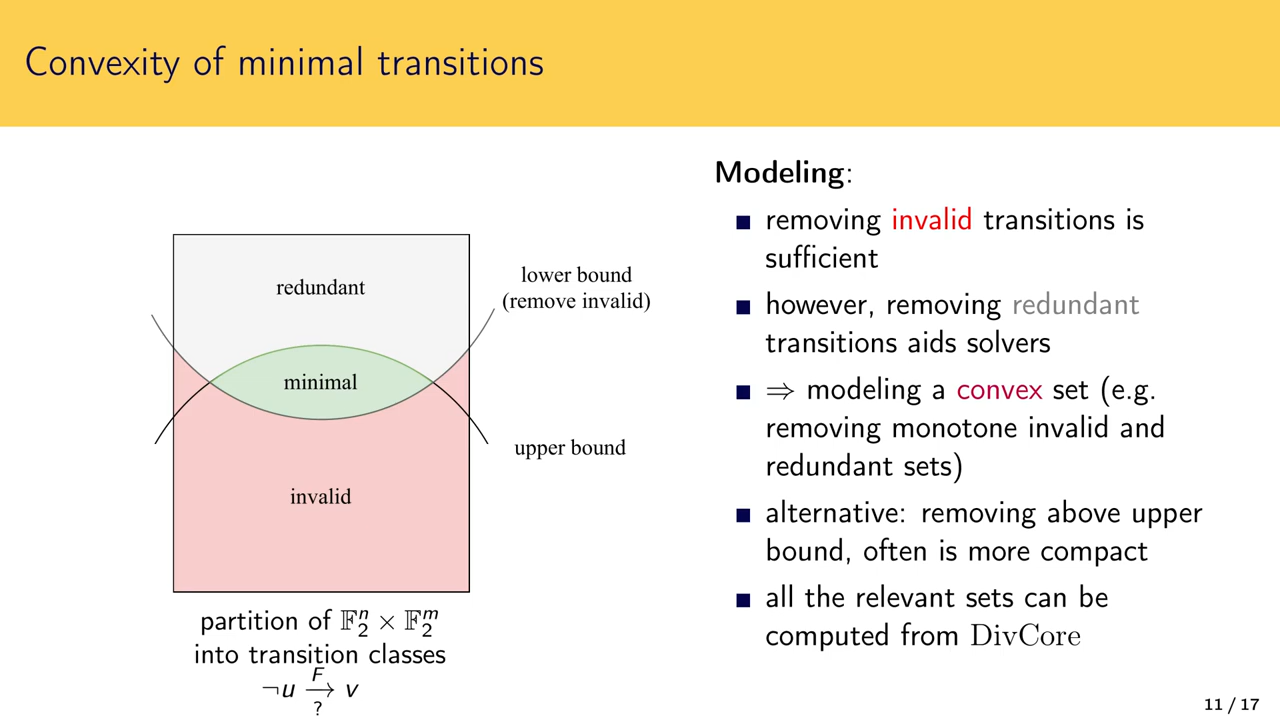 Convexity of minimal transitions
redundant
lower bound
(remove invalid)
minimal
upper bound
invalid
partition of 𝔽₂ⁿ × 𝔽₂ᵐ
into transition classes
¬u F→? v
Modeling:
■ removing invalid transitions is
sufficient
■ however, removing redundant
transitions aids solvers
■ ⇒ modeling a convex set (e.g.
removing monotone invalid and
redundant sets)
■ alternative: removing above upper
bound, often is more compact
■ all the relevant sets can be
computed from DivCore
11 / 17